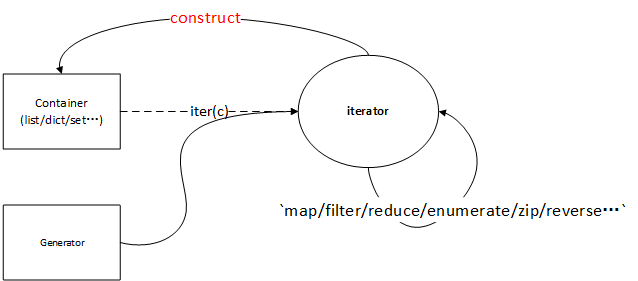 construct
Container
(list/dict/set···)
iter(c)
iterator
`map/filter/reduce/enumerate/zip/reverse···`
Generator